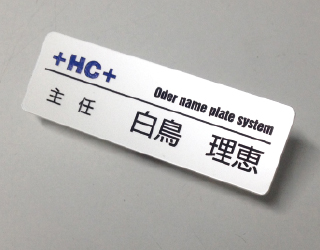 +HC+
Oder name plate system
主任 白鳥 理恵